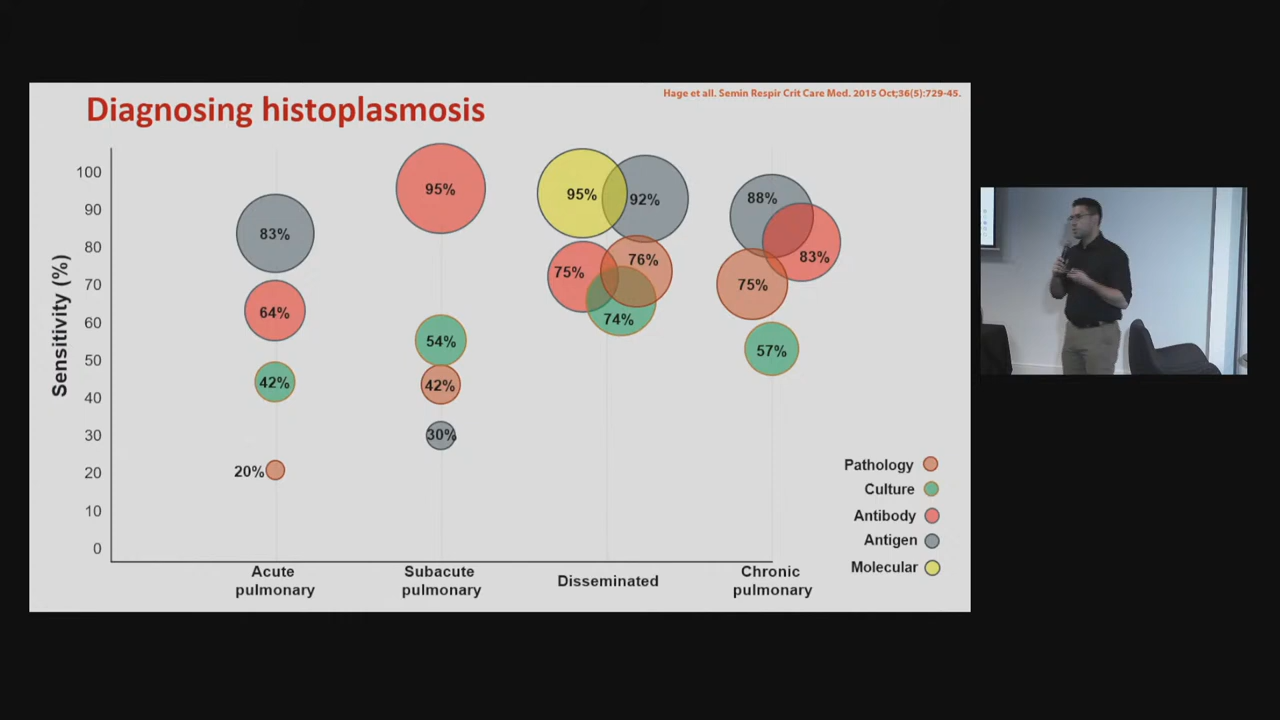 Diagnosing histoplasmosis
Hage et all. Semin Respir Crit Care Med. 2015 Oct;36(5):729-45.
Sensitivity (%)
100
90
80
70
60
50
40
30
20
10
0
83%
64%
42%
20%
95%
54%
42%
30%
95%
92%
75%
76%
74%
88%
83%
75%
57%
Acute
pulmonary
Subacute
pulmonary
Disseminated
Chronic
pulmonary
Pathology
Culture
Antibody
Antigen
Molecular